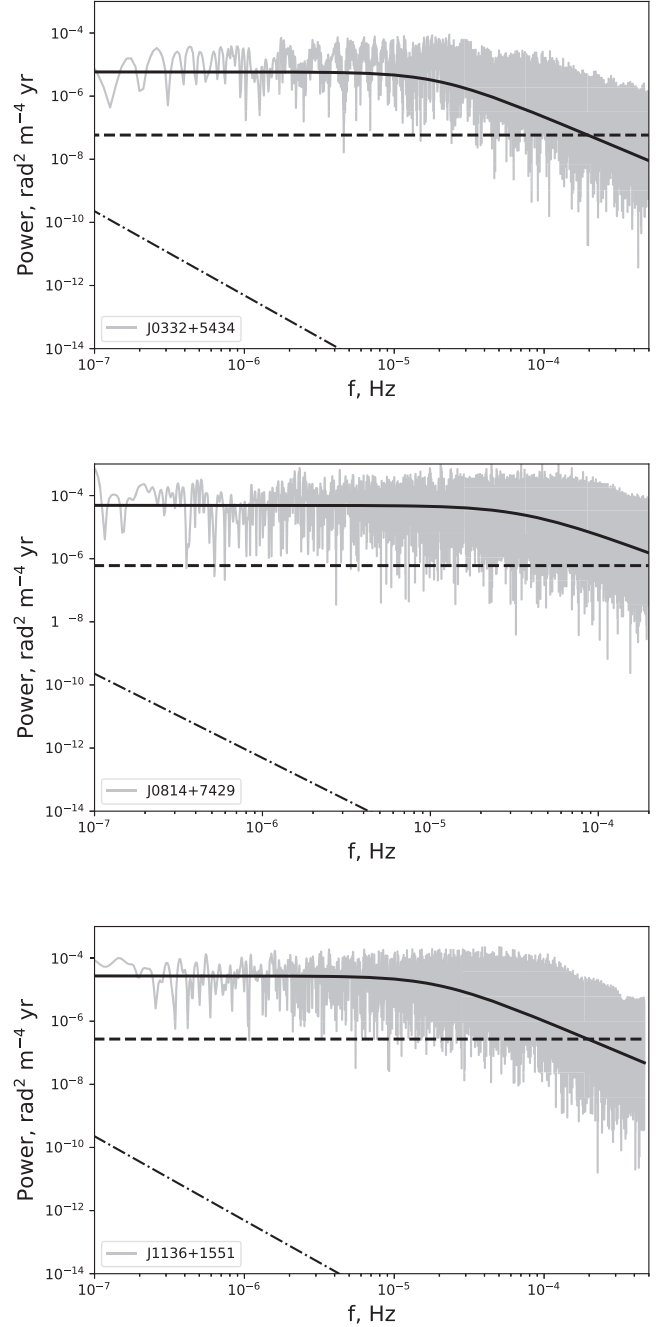 Power, rad² m⁻⁴ yr
10⁻⁴
10⁻⁶
10⁻⁸
10⁻¹⁰
10⁻¹²
10⁻¹⁴
J0332+5434
10⁻⁷ 10⁻⁶ 10⁻⁵ 10⁻⁴
f, Hz
Power, rad² m⁻⁴ yr
10⁻⁴
10⁻⁶
1 ⁻⁸
10⁻¹⁰
10⁻¹²
10⁻¹⁴
J0814+7429
10⁻⁷ 10⁻⁶ 10⁻⁵ 10⁻⁴
f, Hz
Power, rad² m⁻⁴ yr
10⁻⁴
10⁻⁶
10⁻⁸
10⁻¹⁰
10⁻¹²
10⁻¹⁴
J1136+1551
10⁻⁷ 10⁻⁶ 10⁻⁵ 10⁻⁴
f, Hz